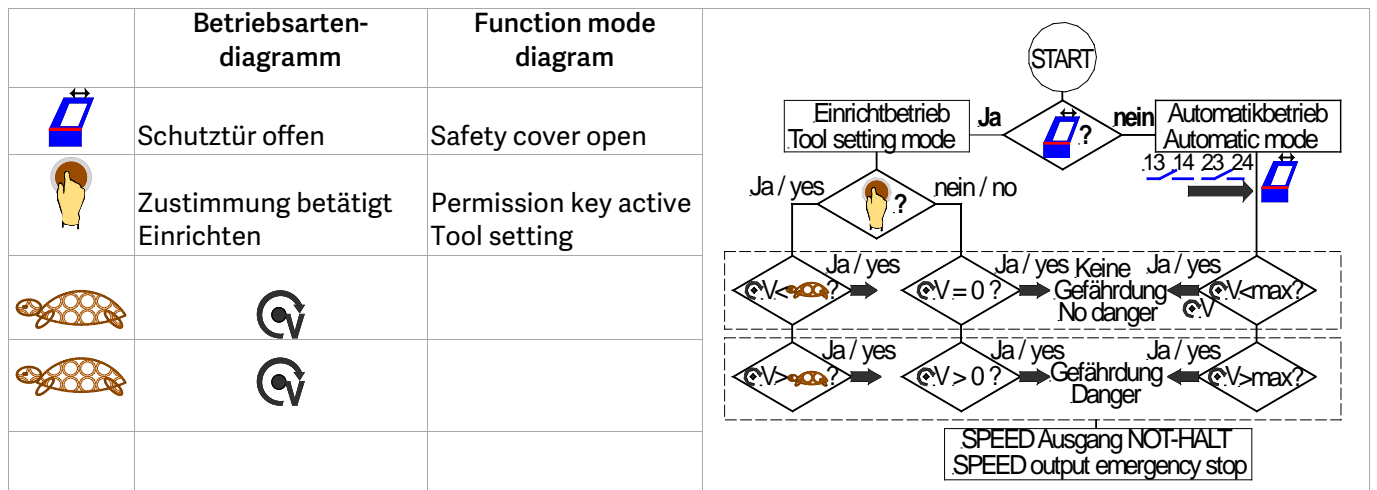 Betriebsarten-
diagramm
Function mode
diagram
Schutztür offen
Safety cover open
Zustimmung betätigt
Einrichten
Permission key active
Tool setting
V
V
START
Einrichtbetrieb
Tool setting mode
Ja
?
nein
Automatikbetrieb
Automatic mode
13 14 23 24
Ja / yes
?
nein / no
Ja / yes
Ja / yes
Keine
Gefährdung
No danger
Ja / yes
V< ?
V = 0 ?
V
V<max?
Ja / yes
Ja / yes
Ja / yes
V> ?
V > 0 ?
Gefährdung
Danger
V>max?
SPEED Ausgang NOT-HALT
SPEED output emergency stop